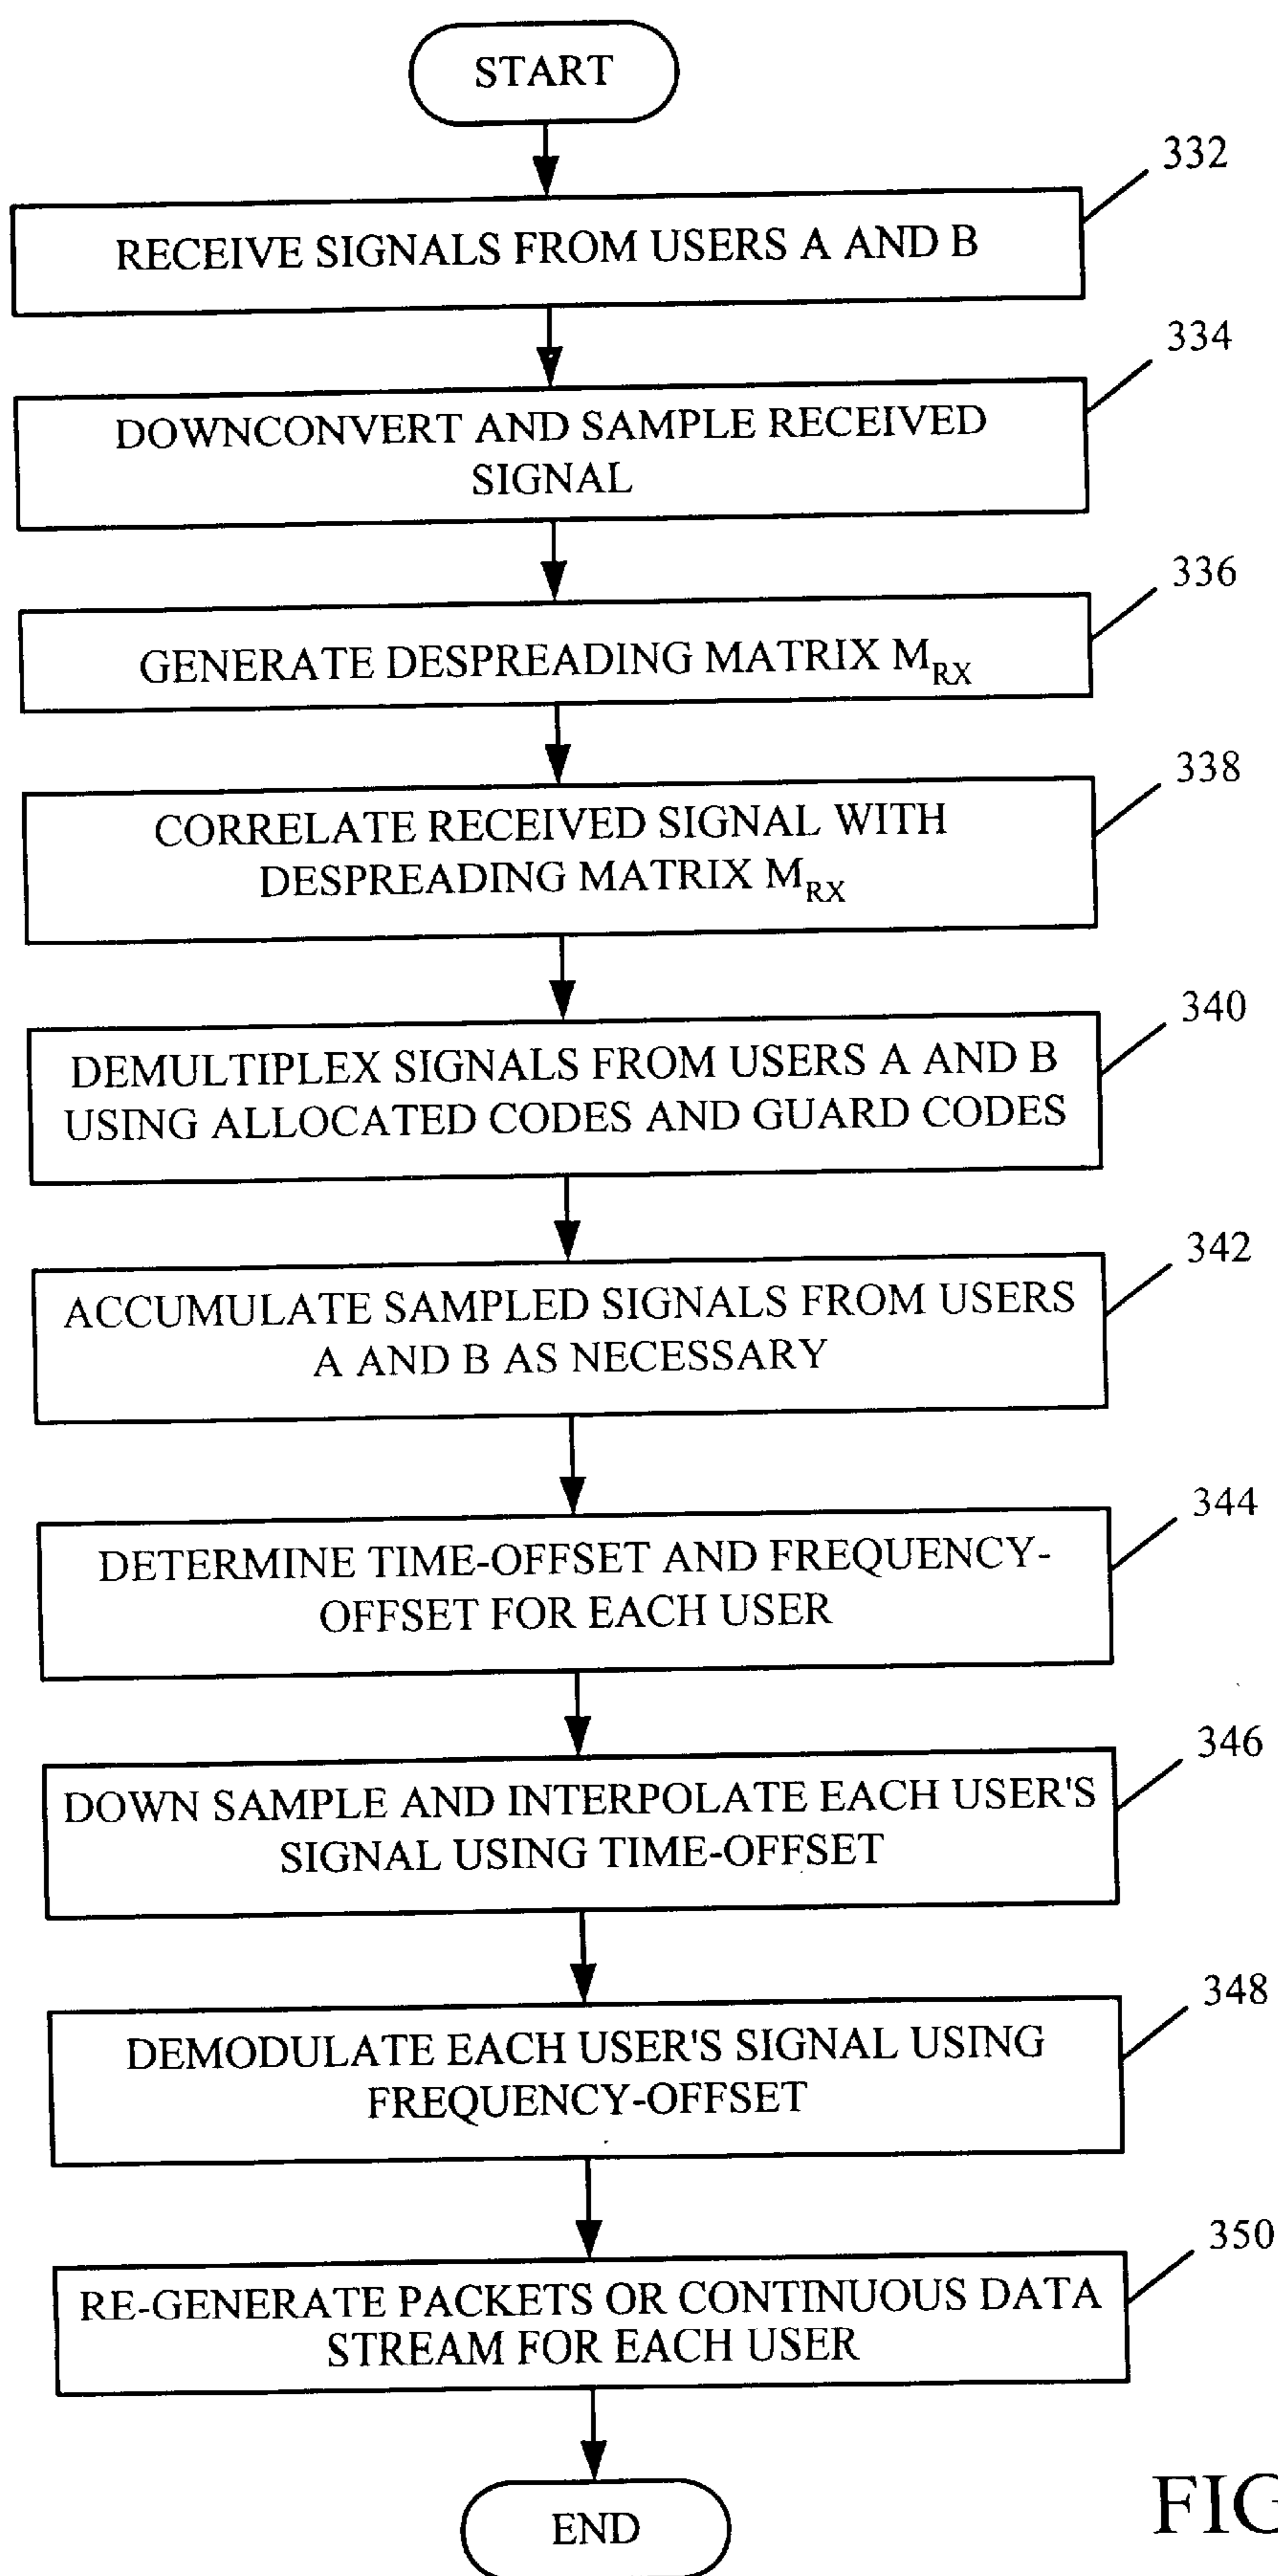 START
332
RECEIVE SIGNALS FROM USERS A AND B
334
DOWNCONVERT AND SAMPLE RECEIVED
SIGNAL
336
GENERATE DESPREADING MATRIX MRX
338
CORRELATE RECEIVED SIGNAL WITH
DESPREADING MATRIX MRX
340
DEMULTIPLEX SIGNALS FROM USERS A AND B
USING ALLOCATED CODES AND GUARD CODES
342
ACCUMULATE SAMPLED SIGNALS FROM USERS
A AND B AS NECESSARY
344
DETERMINE TIME-OFFSET AND FREQUENCY-
OFFSET FOR EACH USER
346
DOWN SAMPLE AND INTERPOLATE EACH USER'S
SIGNAL USING TIME-OFFSET
348
DEMODULATE EACH USER'S SIGNAL USING
FREQUENCY-OFFSET
350
RE-GENERATE PACKETS OR CONTINUOUS DATA
STREAM FOR EACH USER
END
FIG